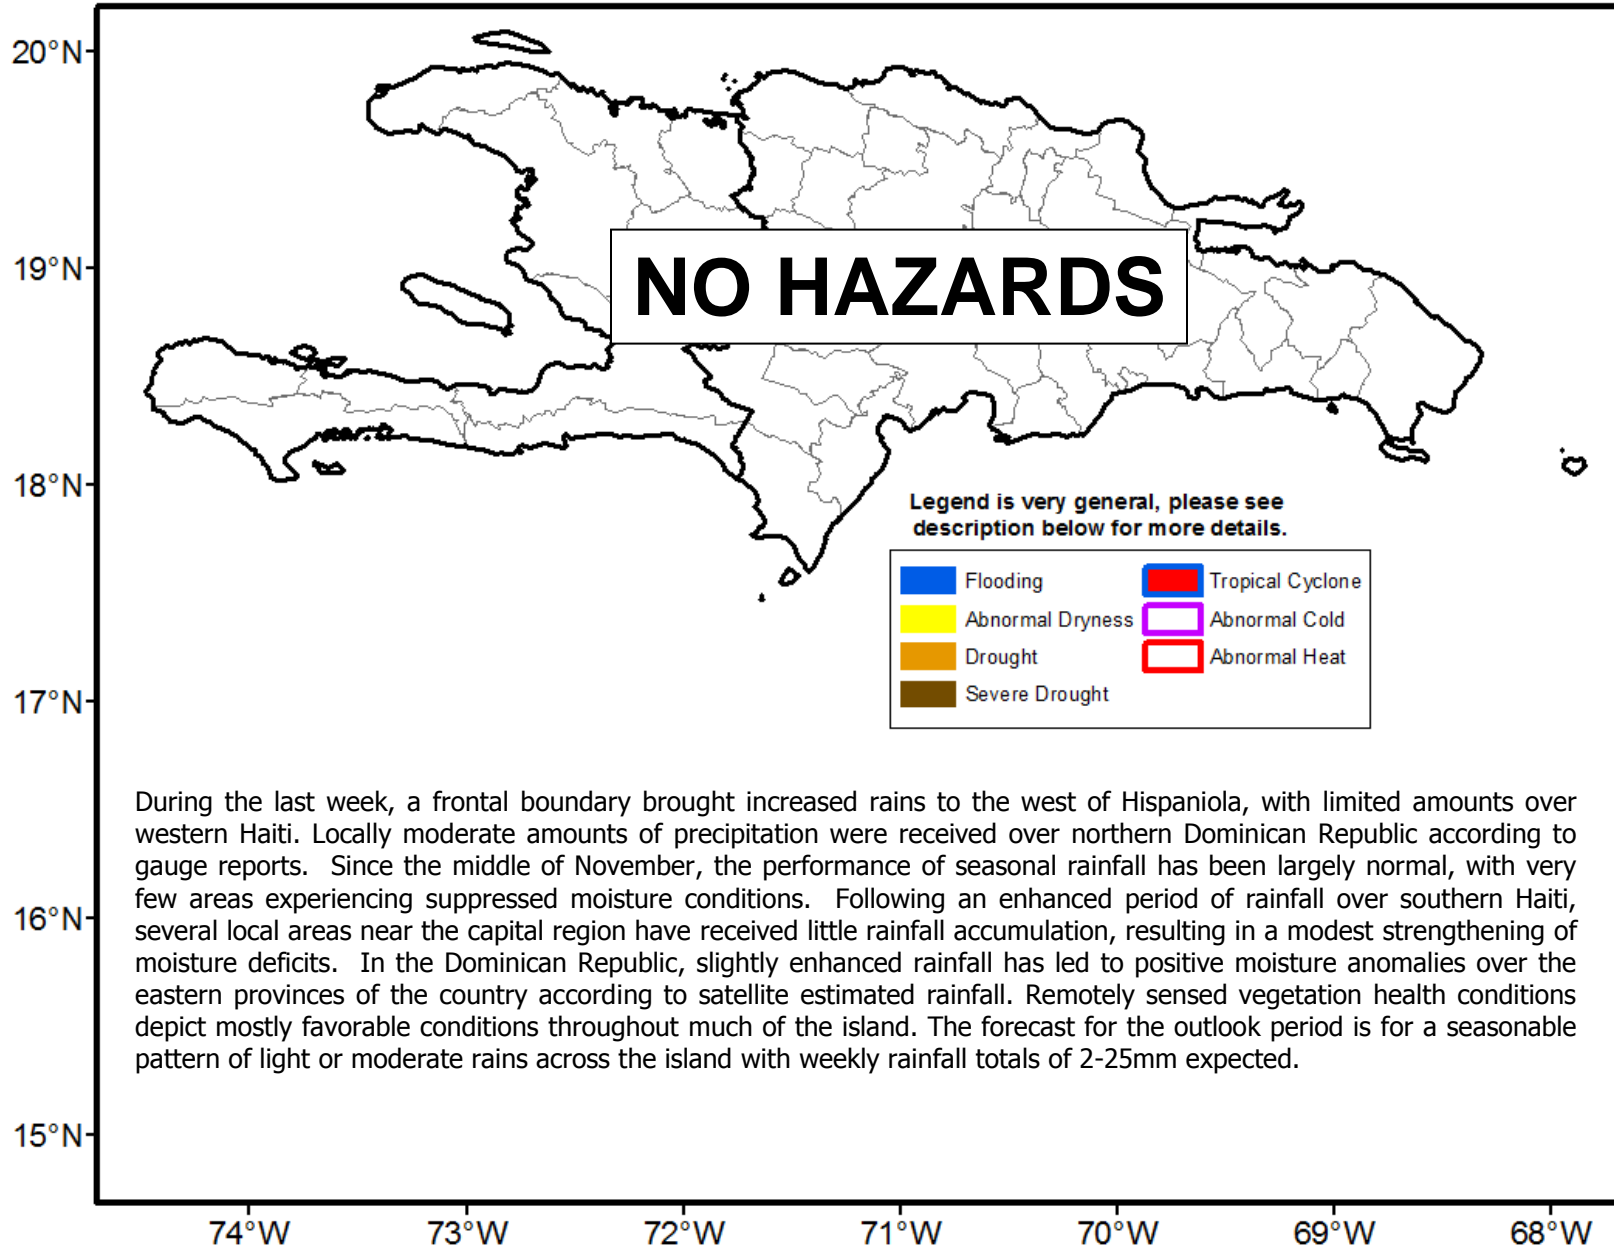 20°N
19°N
18°N
17°N
16°N
15°N
NO HAZARDS
Legend is very general, please see
description below for more details.
Flooding
Tropical Cyclone
Abnormal Dryness
Abnormal Cold
Drought
Abnormal Heat
Severe Drought
During the last week, a frontal boundary brought increased rains to the west of Hispaniola, with limited amounts over
western Haiti. Locally moderate amounts of precipitation were received over northern Dominican Republic according to
gauge reports.  Since the middle of November, the performance of seasonal rainfall has been largely normal, with very
few areas experiencing suppressed moisture conditions.  Following an enhanced period of rainfall over southern Haiti,
several local areas near the capital region have received little rainfall accumulation, resulting in a modest strengthening of
moisture deficits.  In the Dominican Republic, slightly enhanced rainfall has led to positive moisture anomalies over the
eastern provinces of the country according to satellite estimated rainfall. Remotely sensed vegetation health conditions
depict mostly favorable conditions throughout much of the island. The forecast for the outlook period is for a seasonable
pattern of light or moderate rains across the island with weekly rainfall totals of 2-25mm expected.
74°W
73°W
72°W
71°W
70°W
69°W
68°W